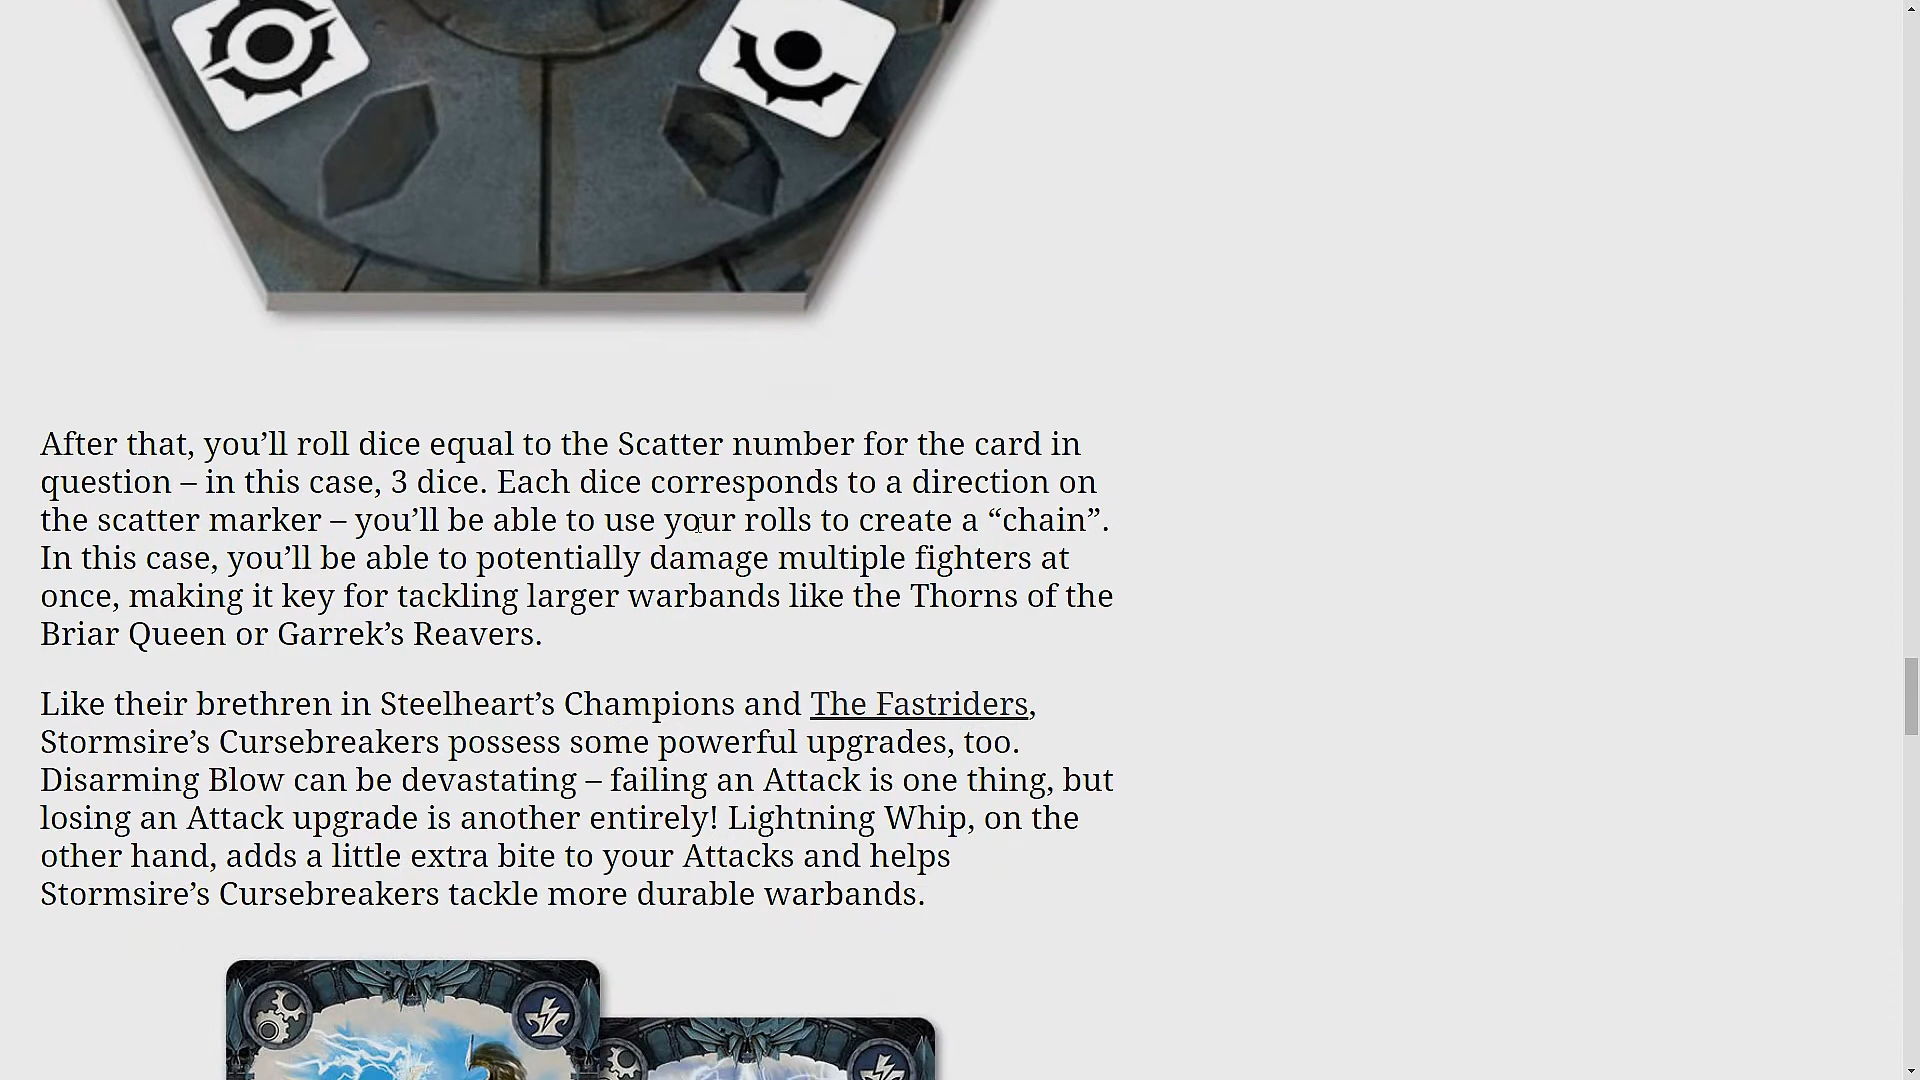 After that, you’ll roll dice equal to the Scatter number for the card in
question – in this case, 3 dice. Each dice corresponds to a direction on
the scatter marker – you’ll be able to use your rolls to create a “chain”.
In this case, you’ll be able to potentially damage multiple fighters at
once, making it key for tackling larger warbands like the Thorns of the
Briar Queen or Garrek’s Reavers.
Like their brethren in Steelheart’s Champions and The Fastriders,
Stormsire’s Cursebreakers possess some powerful upgrades, too.
Disarming Blow can be devastating – failing an Attack is one thing, but
losing an Attack upgrade is another entirely! Lightning Whip, on the
other hand, adds a little extra bite to your Attacks and helps
Stormsire’s Cursebreakers tackle more durable warbands.